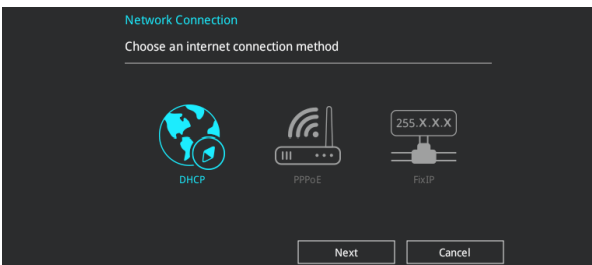 Network Connection
Choose an internet connection method
255.X.X.X
DHCP
PPPoE
FixIP
Next
Cancel